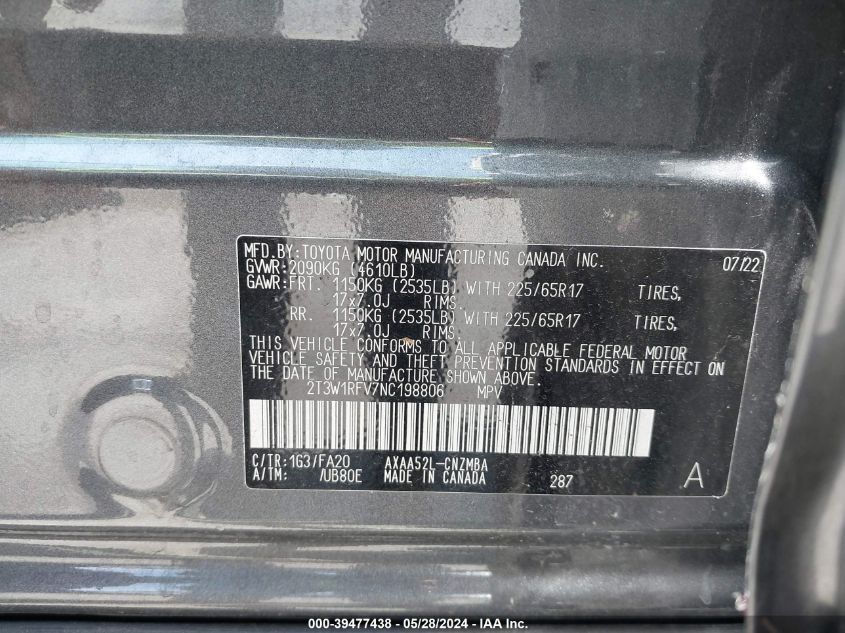 MFD.BY:TOYOTA MOTOR MANUFACTURING CANADA INC. 07/22
GVWR:2090KG (4610LB)
GAWR:FRT. 1150KG (2535LB) WITH 225/65R17 TIRES,
17x7.0J RIMS.
RR. 1150KG (2535LB) WITH 225/65R17 TIRES,
17x7.0J RIMS.
THIS VEHICLE CONFORMS TO ALL APPLICABLE FEDERAL MOTOR
VEHICLE SAFETY AND THEFT PREVENTION STANDARDS IN EFFECT ON
THE DATE OF MANUFACTURE SHOWN ABOVE.
2T3W1RFV7NC198806 MPV
C/TR:1G3/FA20 AXAA52L-CNZMBA
A/TM: /UB80E MADE IN CANADA 287 A
000-39477438 - 05/28/2024 - Copyright © IAA, Inc.